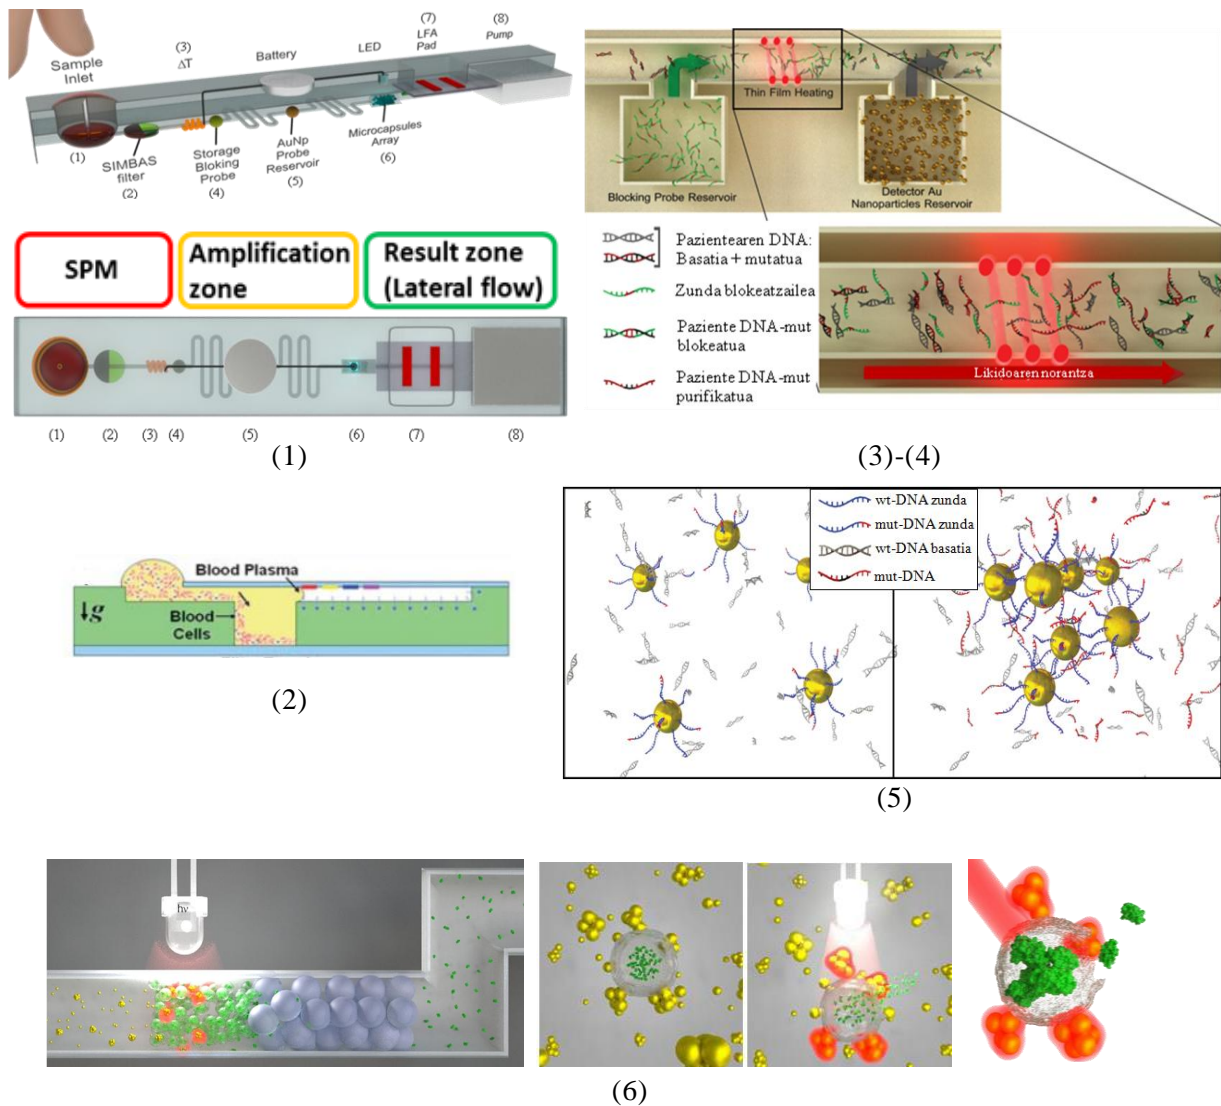 (7)
(8)
(3)
Battery
LED
LFA
Pad
Pump
Sample
Inlet
ΔT
(1)
SIMBAS
filter
(2)
Storage
Bloking
Probe
(4)
AuNp
Probe
Reservoir
(5)
Microcapsules
Array
(6)
SPM
Amplification
zone
Result zone
(Lateral flow)
(1)
(2)
(3)
(4)
(5)
(6)
(7)
(8)
(1)
Thin Film Heating
Blocking Probe Reservoir
Detector Au
Nanoparticles Reservoir
Pazientearen DNA:
Basatia + mutatua
Zunda blokeatzailea
Paziente DNA-mut
blokeatua
Paziente DNA-mut
purifikatua
Likidoaren norantza
(3)-(4)
Blood Plasma
g
Blood
Cells
(2)
wt-DNA zunda
mut-DNA zunda
wt-DNA basatia
mut-DNA
(5)
hν
(6)